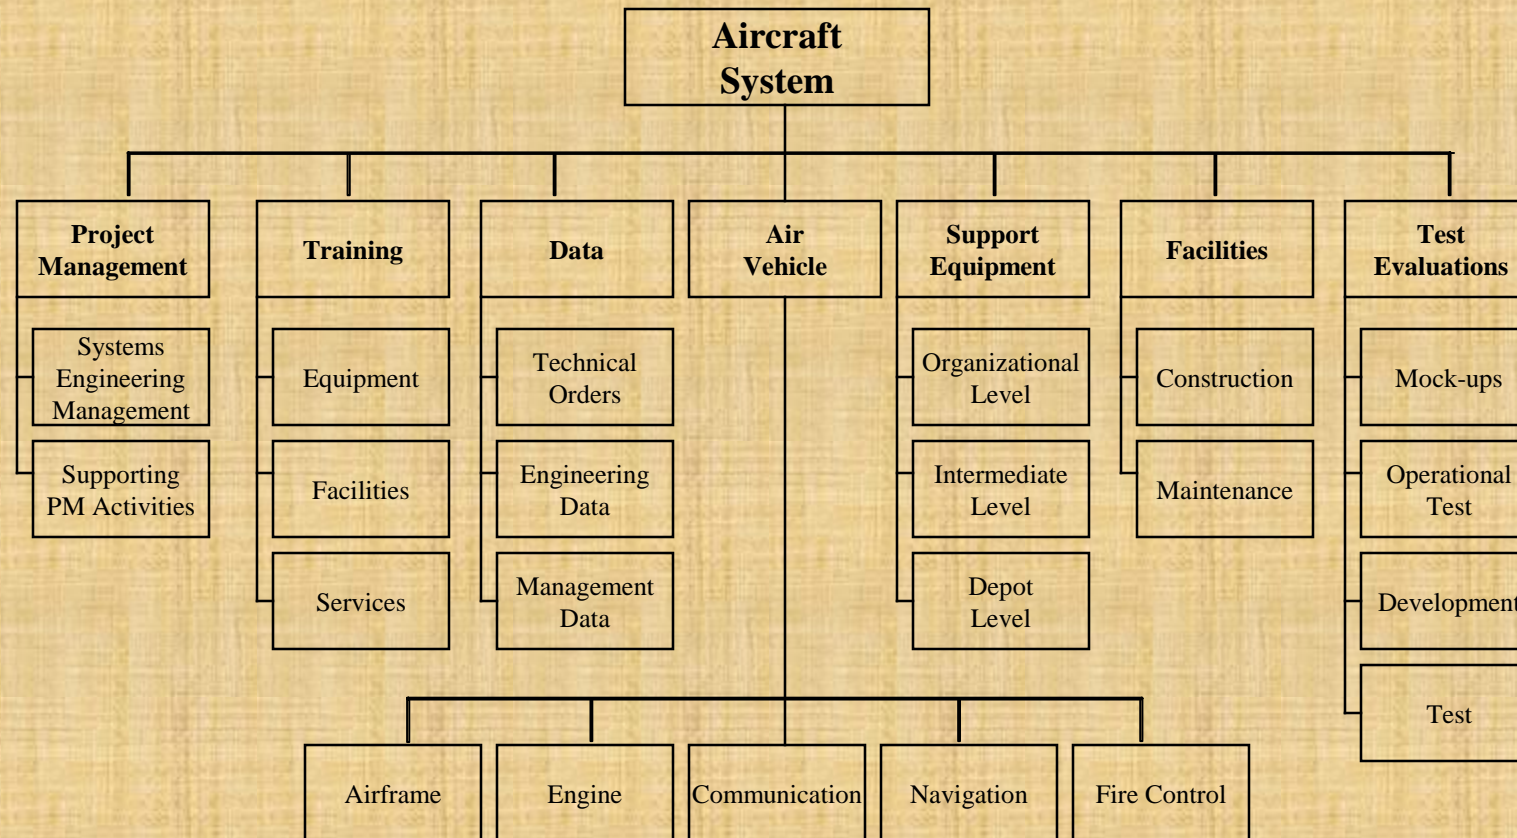 Aircraft
System
Project
Management
Training
Data
Air
Vehicle
Support
Equipment
Facilities
Test
Evaluations
Systems
Engineering
Management
Supporting
PM Activities
Equipment
Facilities
Services
Technical
Orders
Engineering
Data
Management
Data
Organizational
Level
Intermediate
Level
Depot
Level
Construction
Maintenance
Mock-ups
Operational
Test
Development
Test
Airframe
Engine
Communication
Navigation
Fire Control